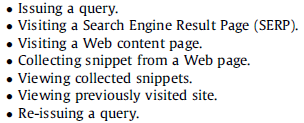 • Issuing a query.
• Visiting a Search Engine Result Page (SERP).
• Visiting a Web content page.
• Collecting snippet from a Web page.
• Viewing collected snippets.
• Viewing previously visited site.
• Re-issuing a query.